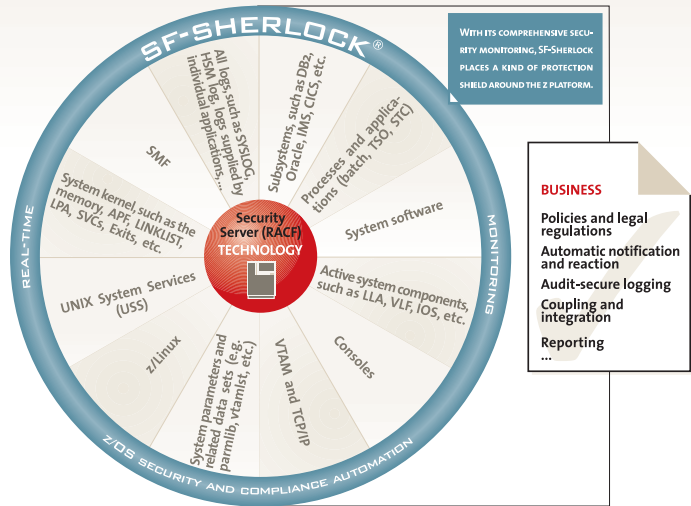 SF-SHERLOCK®
WITH ITS COMPREHENSIVE SECU-
RITY MONITORING, SF-SHERLOCK
PLACES A KIND OF PROTECTION
SHIELD AROUND THE Z PLATFORM.
All logs, such as SYSLOG,
HSM log, logs supplied by
individual applications,...
Subsystems, such as DB2,
Oracle, IMS, CICS, etc.
Processes and applica-
tions (batch, TSO, STC)
System software
Active system components,
such as LLA, VLF, IOS, etc.
Consoles
VTAM and TCP/IP
System parameters and
related data sets (e.g.
parmlib, vtamlst, etc.)
z/Linux
UNIX System Services
(USS)
System kernel, such as the
memory, APF, LINKLIST,
LPA, SVCs, Exits, etc.
SMF
Security
Server (RACF)
TECHNOLOGY
REAL-TIME
MONITORING
z/OS SECURITY AND COMPLIANCE AUTOMATION
BUSINESS
Policies and legal
regulations
Automatic notification
and reaction
Audit-secure logging
Coupling and
integration
Reporting
...